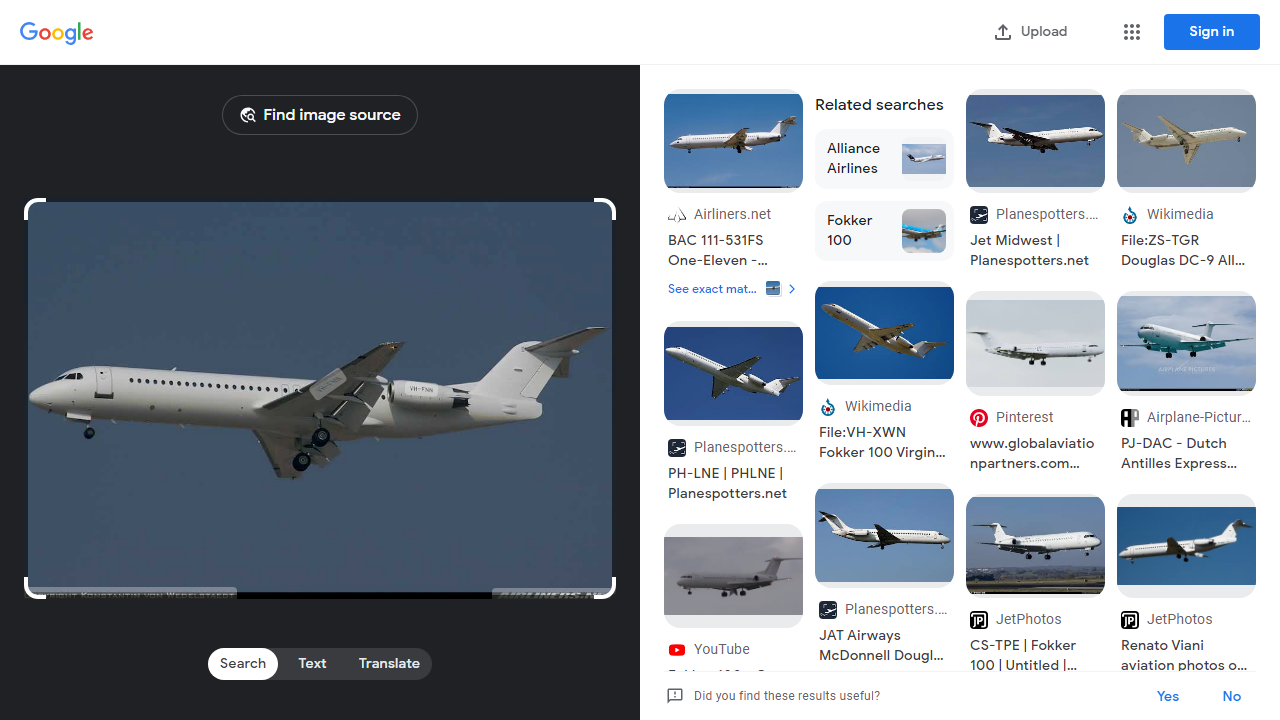 Google
Upload
Sign in
Find image source
VH-FNN
Search
Text
Translate
Airliners.net
BAC 111-531FS
One-Eleven -...
See exact mat...
Planespotters....
PH-LNE | PHLNE |
Planespotters.net
YouTube
Related searches
Alliance
Airlines
Fokker
100
Wikimedia
File:VH-XWN
Fokker 100 Virgin...
Planespotters....
JAT Airways
McDonnell Dougl...
Planespotters....
Jet Midwest |
Planespotters.net
Pinterest
www.globalaviatio
npartners.com...
JetPhotos
CS-TPE | Fokker
100 | Untitled |...
Wikimedia
File:ZS-TGR
Douglas DC-9 All...
AIRPLANE PICTURES
Airplane-Pictur...
PJ-DAC - Dutch
Antilles Express...
JetPhotos
Renato Viani
aviation photos o...
Did you find these results useful?
Yes
No